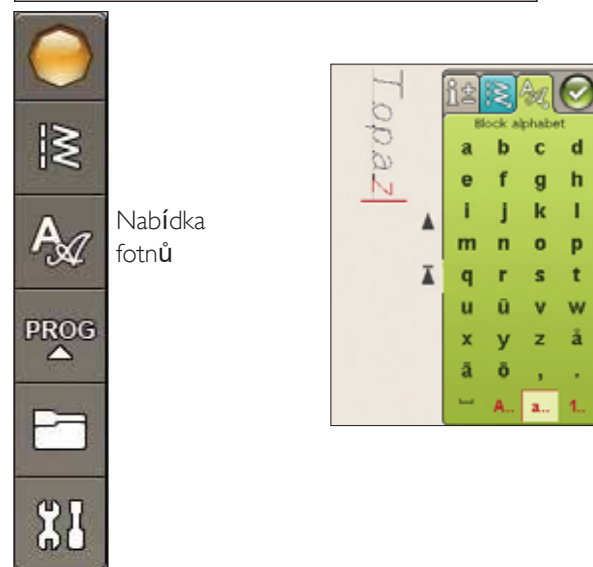 PROG
Nabídka
fotnů
Topaz
i±
Block alphabet
a b c d
e f g h
i j k l
m n o p
q r s t
u ü v w
x y z å
ä ö , .
A.. a.. 1..